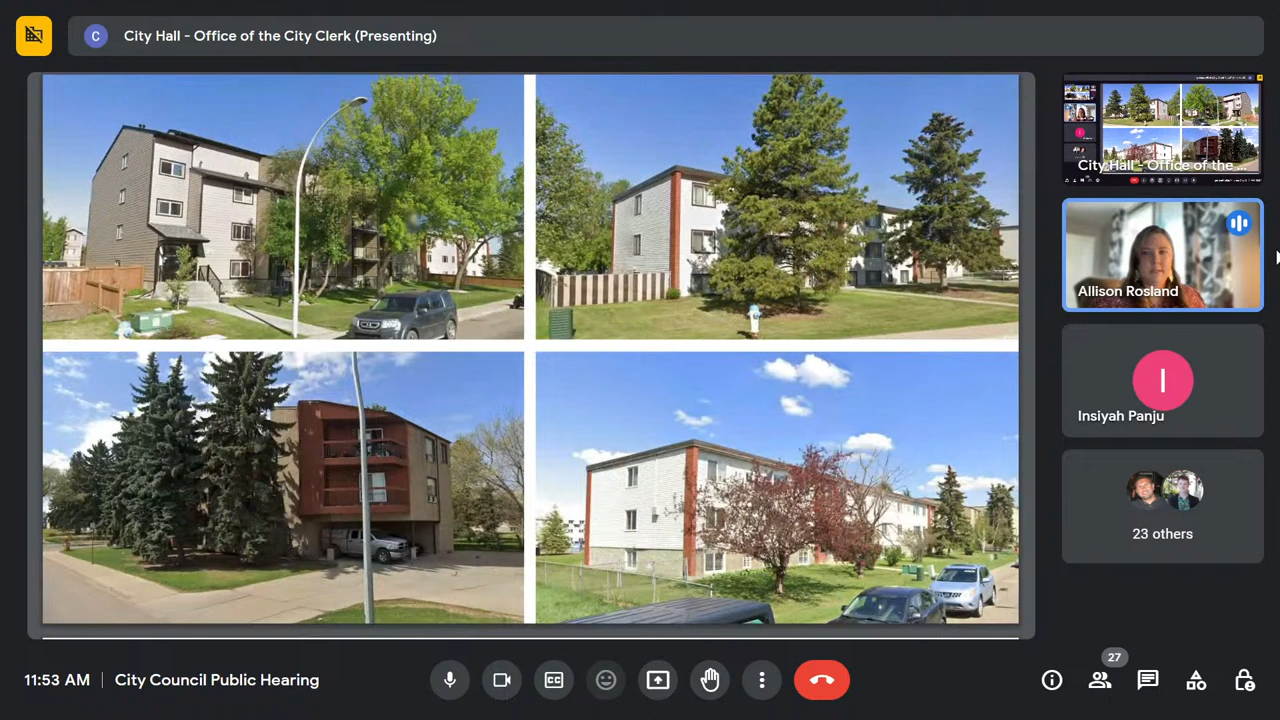 C City Hall - Office of the City Clerk (Presenting)
City Hall - Office of the ...
Allison Rosland
I
Insiyah Panju
23 others
11:53 AM | City Council Public Hearing
CC
27